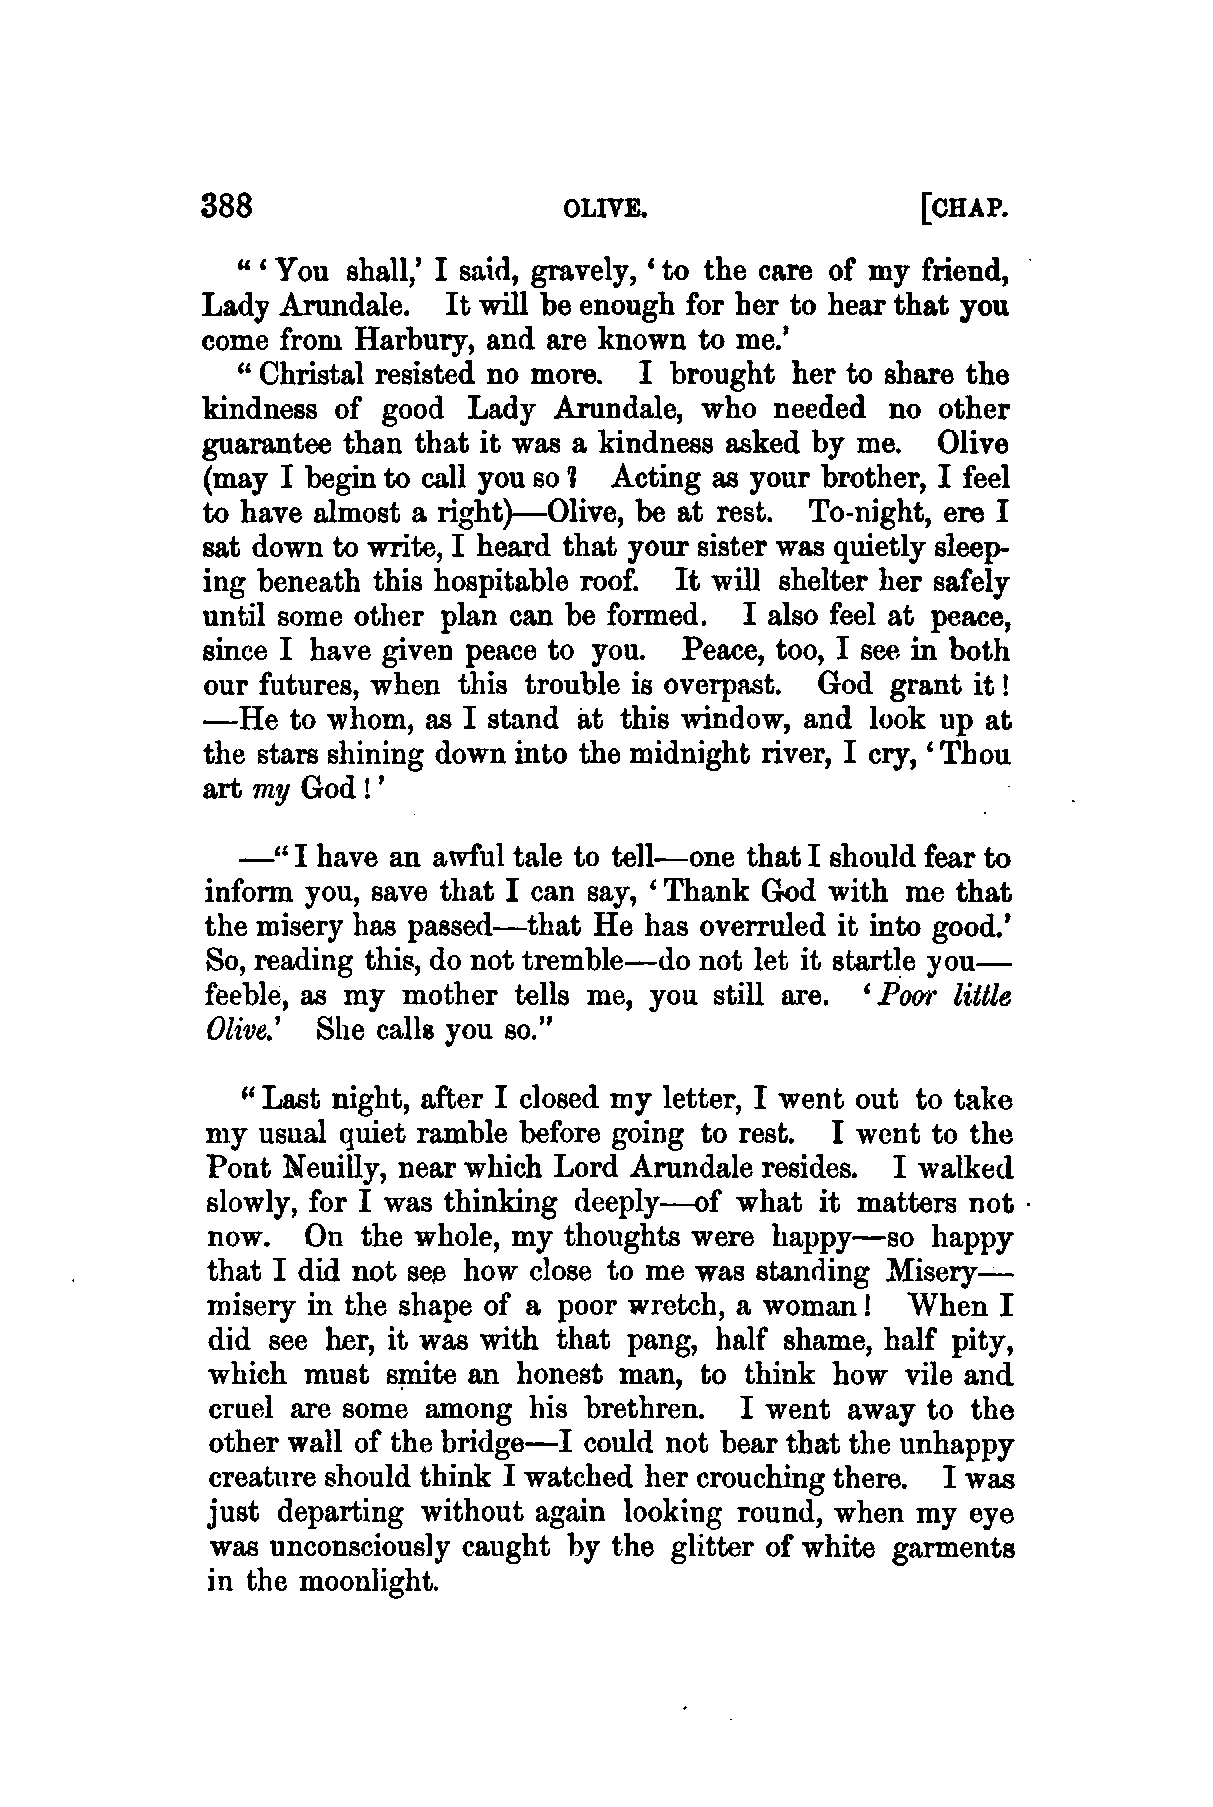 388 OLIVE. [CHAP.
"'You shall,' I said, gravely, 'to the care of my friend,
Lady Arundale. It will be enough for her to hear that you
come from Harbury, and are known to me.'
"Christal resisted no more. I brought her to share the
kindness of good Lady Arundale, who needed no other
guarantee than that it was a kindness asked by me. Olive
(may I begin to call you so? Acting as your brother, I feel
to have almost a right)—Olive, be at rest. To-night, ere I
sat down to write, I heard that your sister was quietly sleep-
ing beneath this hospitable roof. It will shelter her safely
until some other plan can be formed. I also feel at peace,
since I have given peace to you. Peace, too, I see in both
our futures, when this trouble is overpast. God grant it!
—He to whom, as I stand at this window, and look up at
the stars shining down into the midnight river, I cry, 'Thou
art my God!'
—"I have an awful tale to tell—one that I should fear to
inform you, save that I can say, 'Thank God with me that
the misery has passed—that He has overruled it into good.'
So, reading this, do not tremble—do not let it startle you—
feeble, as my mother tells me, you still are. 'Poor little
Olive.' She calls you so."
"Last night, after I closed my letter, I went out to take
my usual quiet ramble before going to rest. I went to the
Pont Neuilly, near which Lord Arundale resides. I walked
slowly, for I was thinking deeply—of what it matters not
now. On the whole, my thoughts were happy—so happy
that I did not see how close to me was standing Misery—
misery in the shape of a poor wretch, a woman! When I
did see her, it was with that pang, half shame, half pity,
which must smite an honest man, to think how vile and
cruel are some among his brethren. I went away to the
other wall of the bridge—I could not bear that the unhappy
creature should think I watched her crouching there. I was
just departing without again looking round, when my eye
was unconsciously caught by the glitter of white garments
in the moonlight.